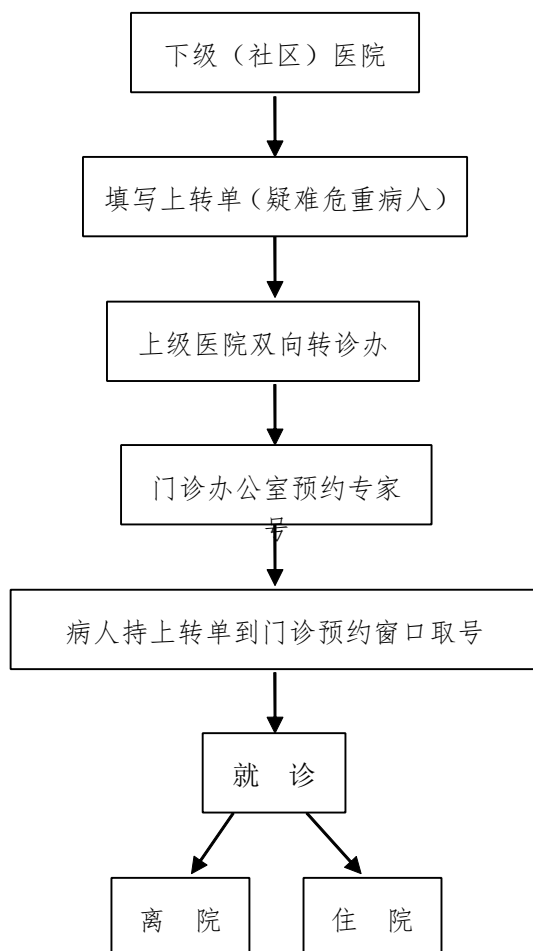 下级（社区）医院
填写上转单（疑难危重病人）
上级医院双向转诊办
门诊办公室预约专家
号
病人持上转单到门诊预约窗口取号
就 诊
离 院
住 院